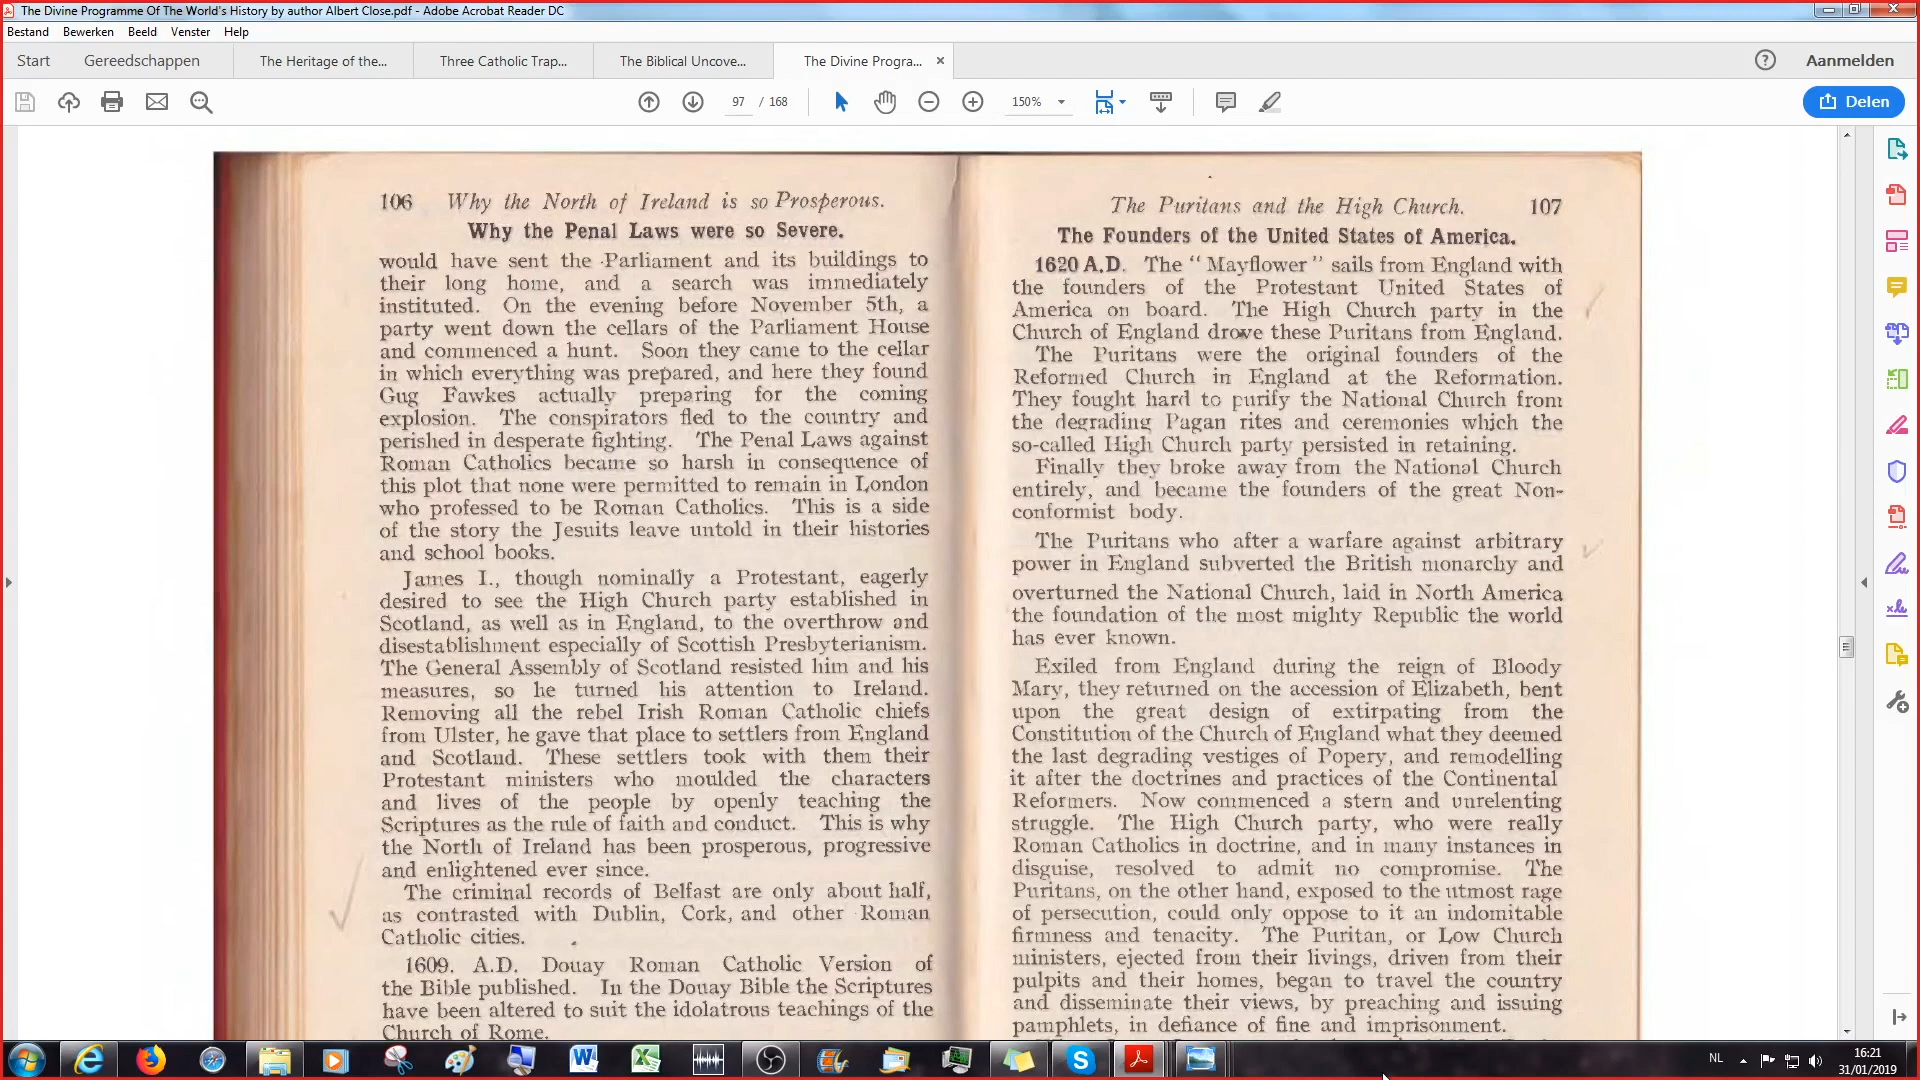 The Divine Programme Of The World's History by author Albert Close.pdf - Adobe Acrobat Reader DC
Bestand Bewerken Beeld Venster Help
Start Gereedschappen The Heritage of the... Three Catholic Trap... The Biblical Uncove... The Divine Progra... Aanmelden
97 / 168 150% Delen
106 Why the North of Ireland is so Prosperous.
Why the Penal Laws were so Severe.
would have sent the Parliament and its buildings to
their long home, and a search was immediately
instituted. On the evening before November 5th, a
party went down the cellars of the Parliament House
and commenced a hunt. Soon they came to the cellar
in which everything was prepared, and here they found
Gug Fawkes actually preparing for the coming
explosion. The conspirators fled to the country and
perished in desperate fighting. The Penal Laws against
Roman Catholics became so harsh in consequence of
this plot that none were permitted to remain in London
who professed to be Roman Catholics. This is a side
of the story the Jesuits leave untold in their histories
and school books.
James I., though nominally a Protestant, eagerly
desired to see the High Church party established in
Scotland, as well as in England, to the overthrow and
disestablishment especially of Scottish Presbyterianism.
The General Assembly of Scotland resisted him and his
measures, so he turned his attention to Ireland.
Removing all the rebel Irish Roman Catholic chiefs
from Ulster, he gave that place to settlers from England
and Scotland. These settlers took with them their
Protestant ministers who moulded the characters
and lives of the people by openly teaching the
Scriptures as the rule of faith and conduct. This is why
the North of Ireland has been prosperous, progressive
and enlightened ever since.
The criminal records of Belfast are only about half,
as contrasted with Dublin, Cork, and other Roman
Catholic cities.
1609. A.D. Douay Roman Catholic Version of
the Bible published. In the Douay Bible the Scriptures
have been altered to suit the idolatrous teachings of the
Church of Rome.
The Puritans and the High Church. 107
The Founders of the United States of America.
1620 A.D. The "Mayflower" sails from England with
the founders of the Protestant United States of
America on board. The High Church party in the
Church of England drove these Puritans from England.
The Puritans were the original founders of the
Reformed Church in England at the Reformation.
They fought hard to purify the National Church from
the degrading Pagan rites and ceremonies which the
so-called High Church party persisted in retaining.
Finally they broke away from the National Church
entirely, and became the founders of the great Non-
conformist body.
The Puritans who after a warfare against arbitrary
power in England subverted the British monarchy and
overturned the National Church, laid in North America
the foundation of the most mighty Republic the world
has ever known.
Exiled from England during the reign of Bloody
Mary, they returned on the accession of Elizabeth, bent
upon the great design of extirpating from the
Constitution of the Church of England what they deemed
the last degrading vestiges of Popery, and remodelling
it after the doctrines and practices of the Continental
Reformers. Now commenced a stern and unrelenting
struggle. The High Church party, who were really
Roman Catholics in doctrine, and in many instances in
disguise, resolved to admit no compromise. The
Puritans, on the other hand, exposed to the utmost rage
of persecution, could only oppose to it an indomitable
firmness and tenacity. The Puritan, or Low Church
ministers, ejected from their livings, driven from their
pulpits and their homes, began to travel the country
and disseminate their views, by preaching and issuing
pamphlets, in defiance of fine and imprisonment.
NL 16:21
31/01/2019